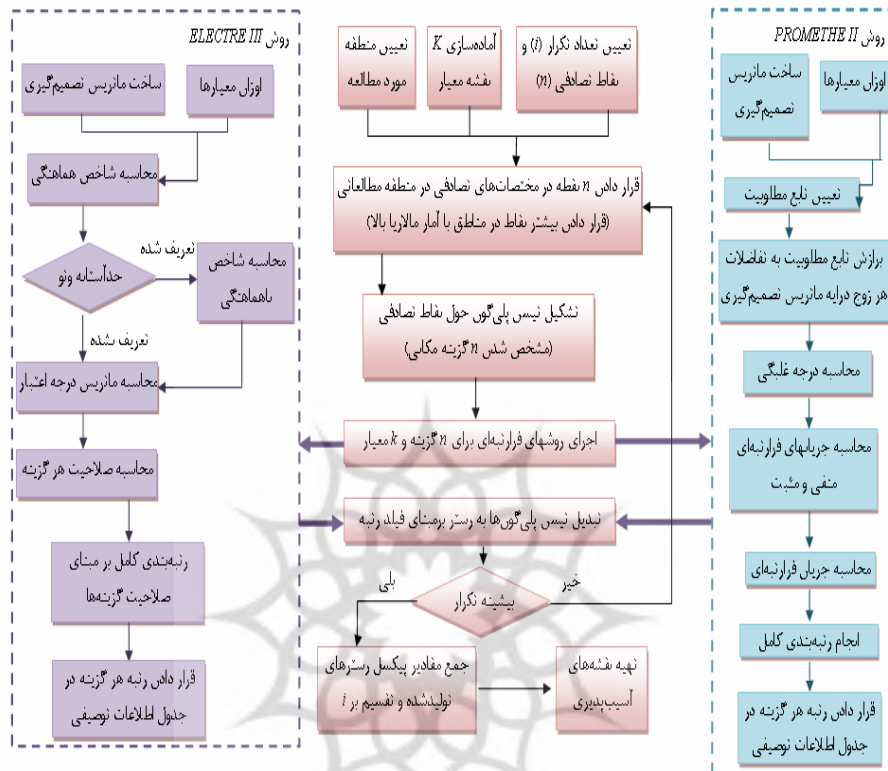 روش ELECTRE III
اوزان معیارها
ساخت ماتریس تصمیم‌گیری
محاسبه شاخص هماهنگی
حدآستانه وتو
تعریف شده
محاسبه شاخص
ناهماهنگی
تعریف نشده
محاسبه ماتریس درجه اعتبار
محاسبه صلاحیت هر گزینه
رتبه‌بندی کامل بر مبنای
صلاحیت گزینه‌ها
قرار دادن رتبه هر گزینه در
جدول اطلاعات توصیفی
تعیین تعداد تکرار (i) و
نقاط تصادفی (n)
آماده‌سازی K
نقشه معیار
تعیین منطقه
مورد مطالعه
قرار دادن n نقطه در مختصات‌های تصادفی در منطقه مطالعاتی
(قرار دادن بیشتر نقاط در مناطق با آمار مالاریا بالا)
تشکیل تیسن پلی‌گون حول نقاط تصادفی
(مشخص شدن n گزینه مکانی)
اجرای روشهای فرارتبه‌ای برای n گزینه و k معیار
تبدیل تیسن پلی‌گون‌ها به رستر برمبنای فیلد رتبه
بیشینه تکرار
خیر
بلی
جمع مقادیر پیکسل رسترهای
تولیدشده و تقسیم بر i
تهیه نقشه‌های
آسیب‌پذیری
روش PROMETHE II
اوزان معیارها
ساخت ماتریس
تصمیم‌گیری
تعیین تابع مطلوبیت
برازش تابع مطلوبیت به تفاضلات
هر زوج درایه ماتریس تصمیم‌گیری
محاسبه درجه غلبگی
محاسبه جریانهای فرارتبه‌ای
منفی و مثبت
محاسبه جریان فرارتبه‌ای
انجام رتبه‌بندی کامل
قرار دادن رتبه هر گزینه در
جدول اطلاعات توصیفی